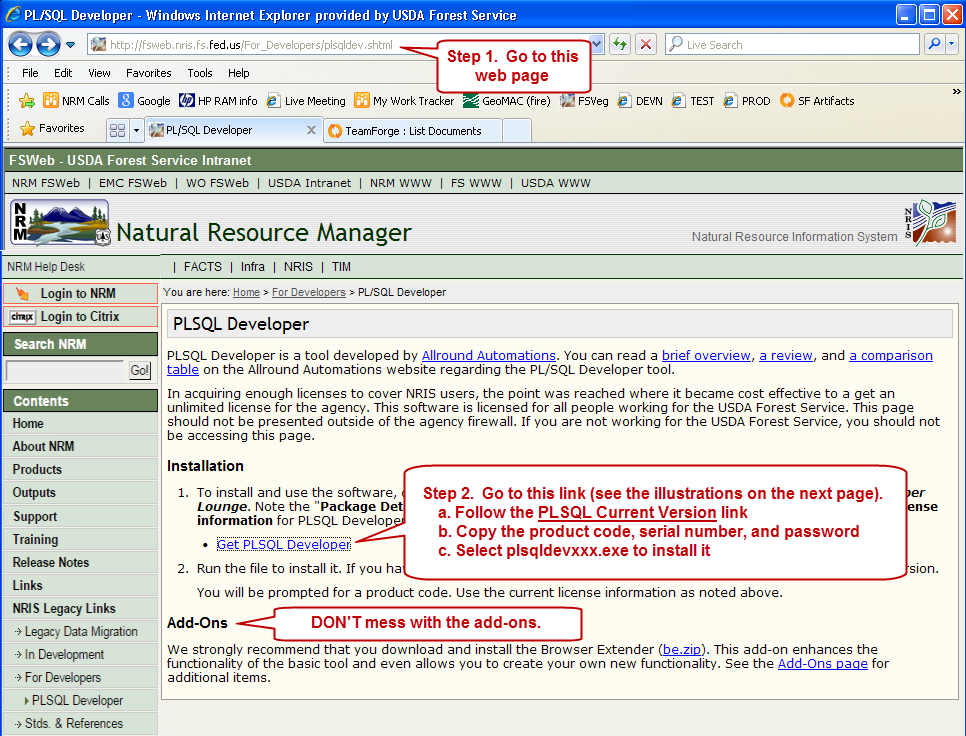 PL/SQL Developer - Windows Internet Explorer provided by USDA Forest Service
http://fsweb.nris.fs.fed.us/For_Developers/plsqldev.shtml
Live Search
Step 1. Go to this
web page
File Edit View Favorites Tools Help
NRM Calls Google HP RAM info Live Meeting My Work Tracker GeoMAC (fire) FSVeg DEVN TEST PROD SF Artifacts »
Favorites PL/SQL Developer TeamForge : List Documents
FSWeb - USDA Forest Service Intranet
NRM FSWeb | EMC FSWeb | WO FSWeb | USDA Intranet | NRM WWW | FS WWW | USDA WWW
NRM
Natural Resource Manager
Natural Resource Information System
NRIS
NRM Help Desk
| FACTS | Infra | NRIS | TIM
Login to NRM
You are here: Home > For Developers > PL/SQL Developer
CITRIX Login to Citrix
Search NRM
Go!
Contents
Home
About NRM
Products
Outputs
Support
Training
Release Notes
Links
NRIS Legacy Links
Legacy Data Migration
In Development
For Developers
PLSQL Developer
Stds. & References
PLSQL Developer
PLSQL Developer is a tool developed by Allround Automations. You can read a brief overview, a review, and a comparison
table on the Allround Automations website regarding the PL/SQL Developer tool.
In acquiring enough licenses to cover NRIS users, the point was reached where it became cost effective to a get an
unlimited license for the agency. This software is licensed for all people working for the USDA Forest Service. This page
should not be presented outside of the agency firewall. If you are not working for the USDA Forest Service, you should not
be accessing this page.
Installation
1. To install and use the software,
Lounge. Note the "Package Det
information for PLSQL Developer
• Get PLSQL Developer
Step 2. Go to this link (see the illustrations on the next page).
a. Follow the PLSQL Current Version link
b. Copy the product code, serial number, and password
c. Select plsqldevxxx.exe to install it
2. Run the file to install it. If you ha
You will be prompted for a product code. Use the current license information as noted above.
Add-Ons
DON'T mess with the add-ons.
We strongly recommend that you download and install the Browser Extender (be.zip). This add-on enhances the
functionality of the basic tool and even allows you to create your own new functionality. See the Add-Ons page for
additional items.